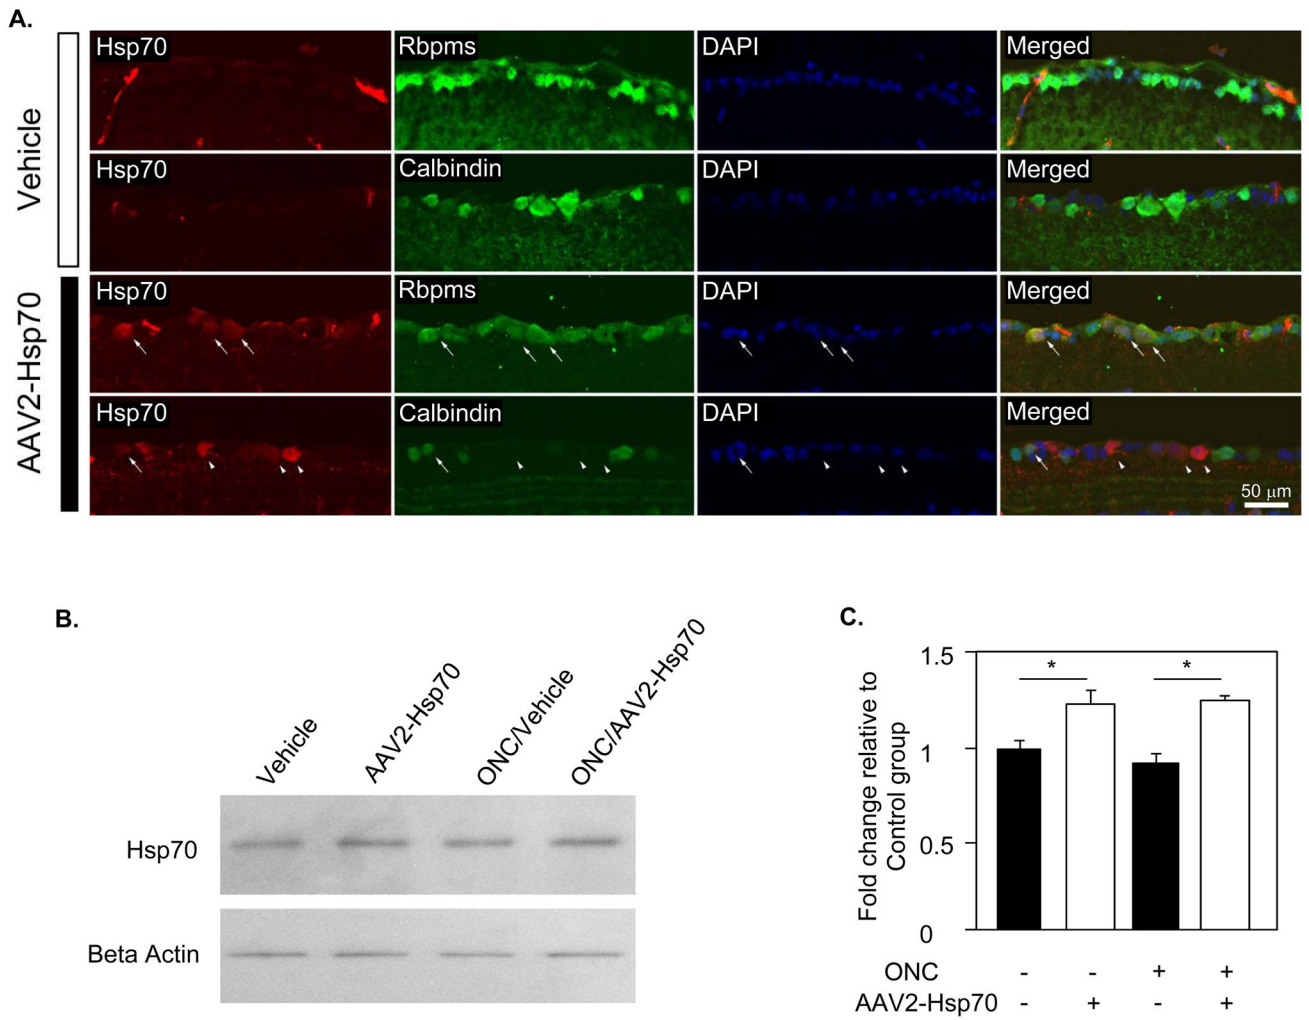 A.
Vehicle
AAV2-Hsp70
Hsp70
Rbpms
DAPI
Merged
Hsp70
Calbindin
DAPI
Merged
Hsp70
Rbpms
DAPI
Merged
Hsp70
Calbindin
DAPI
Merged
50 μm
B.
Vehicle
AAV2-Hsp70
ONC/Vehicle
ONC/AAV2-Hsp70
Hsp70
Beta Actin
C.
Fold change relative to
Control group
1.5
1
0.5
0
* *
ONC - - + +
AAV2-Hsp70 - + - +